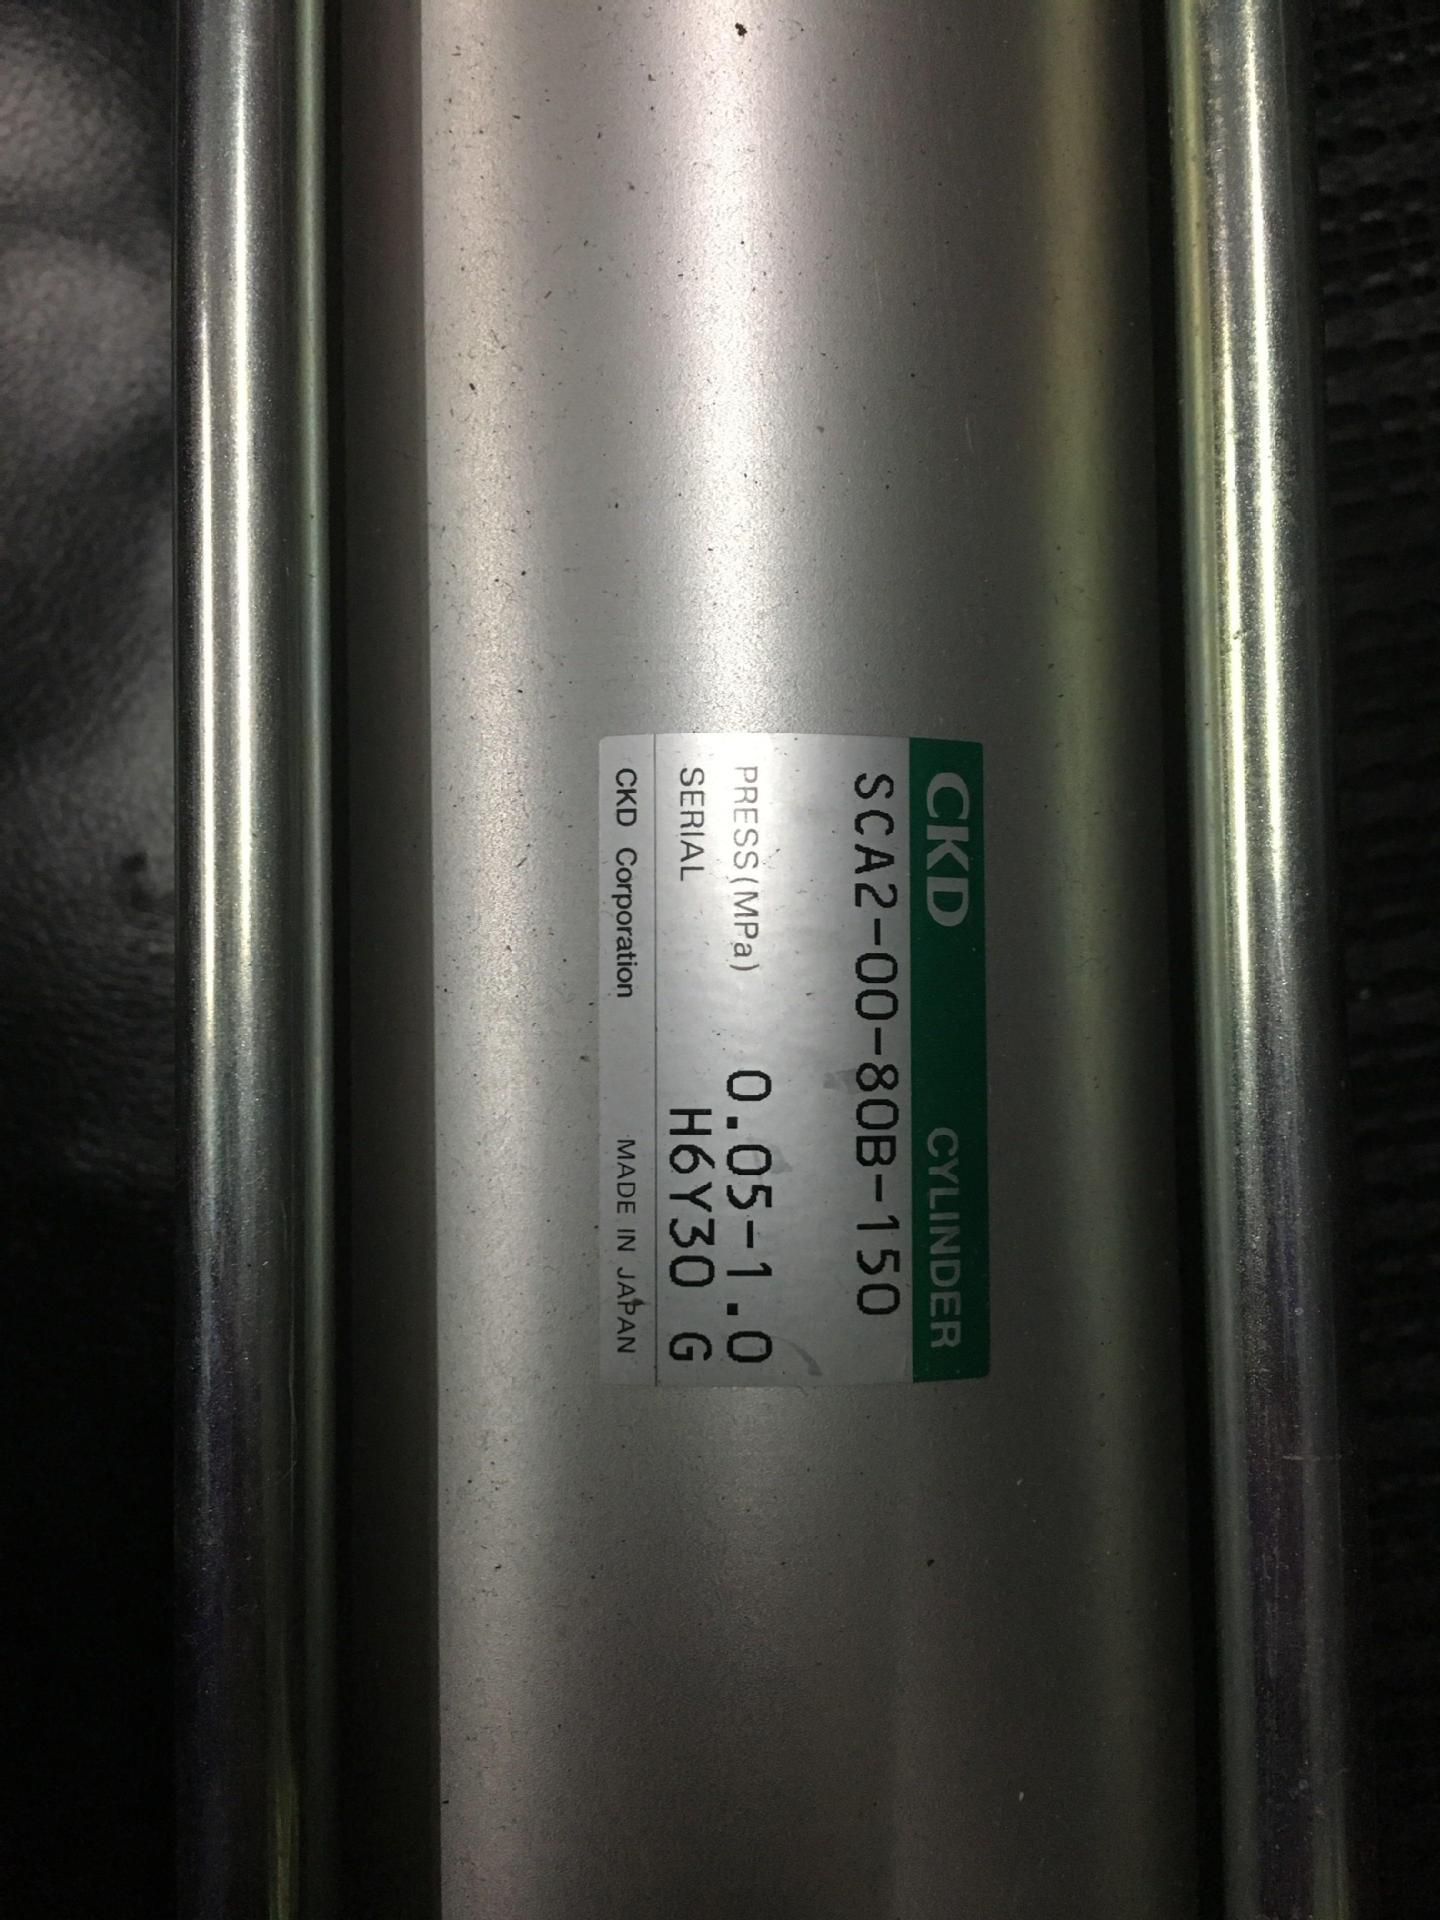 CKD CYLINDER
SCA2-00-80B-150
PRESS(MPa) 0.05-1.0
SERIAL H6Y30 G
CKD Corporation MADE IN JAPAN